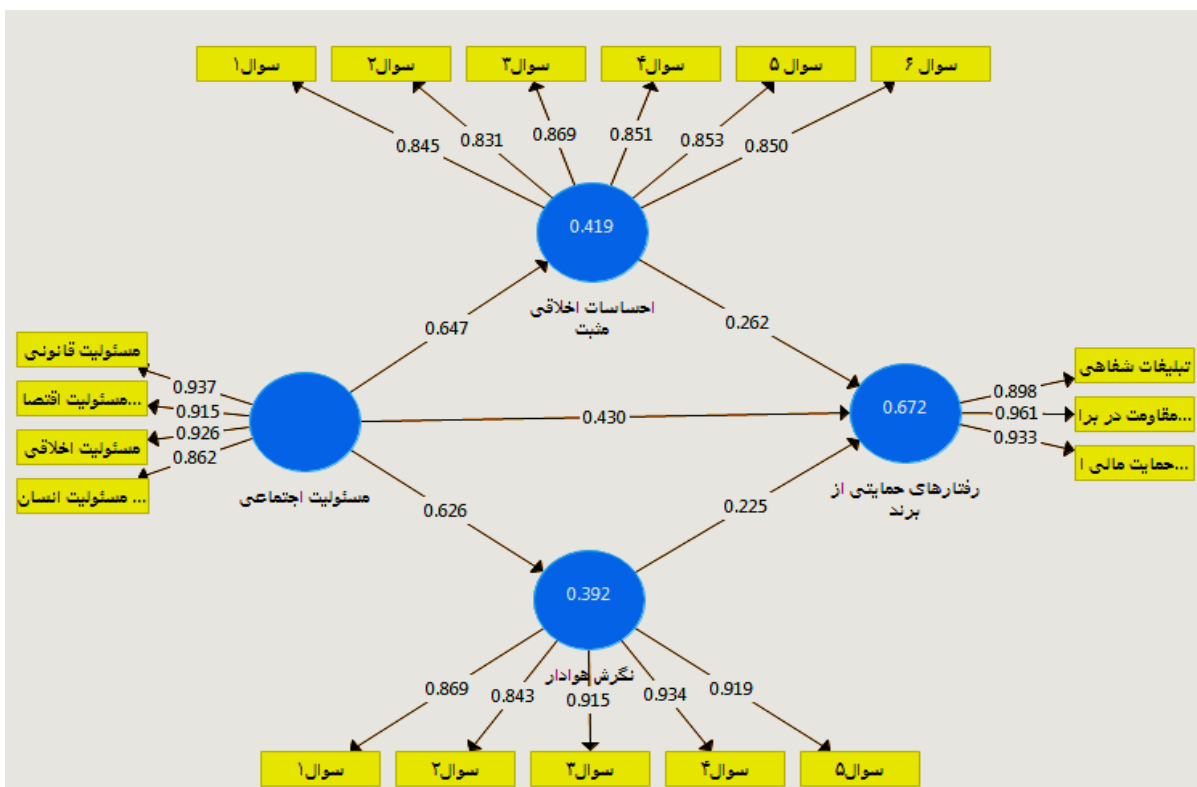 سوال۱ سوال۲ سوال۳ سوال۴ سوال ۵ سوال ۶
0.845 0.831 0.869 0.851 0.853 0.850
0.419
احساسات اخلاقی
مثبت
0.647 0.262
مسئولیت قانونی
...مسئولیت اقتصا
مسئولیت اخلاقی
... مسئولیت انسان
0.937
0.915
0.926
0.862
مسئولیت اجتماعی
0.430
0.672
رفتارهای حمایتی از
برند
0.898
0.961
0.933
تبلیغات شفاهی
...مقاومت در برا
...حمایت مالی ا
0.626 0.225
0.392
نگرش هوادار
0.869 0.843 0.915 0.934 0.919
سوال۱ سوال۲ سوال۳ سوال۴ سوال۵